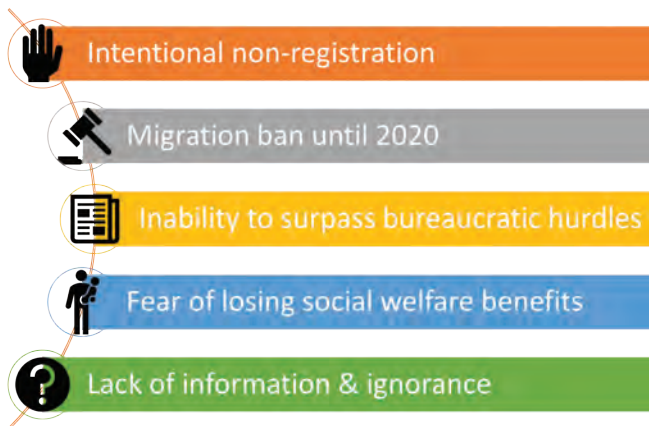 Intentional non-registration
Migration ban until 2020
Inability to surpass bureaucratic hurdles
Fear of losing social welfare benefits
Lack of information & ignorance